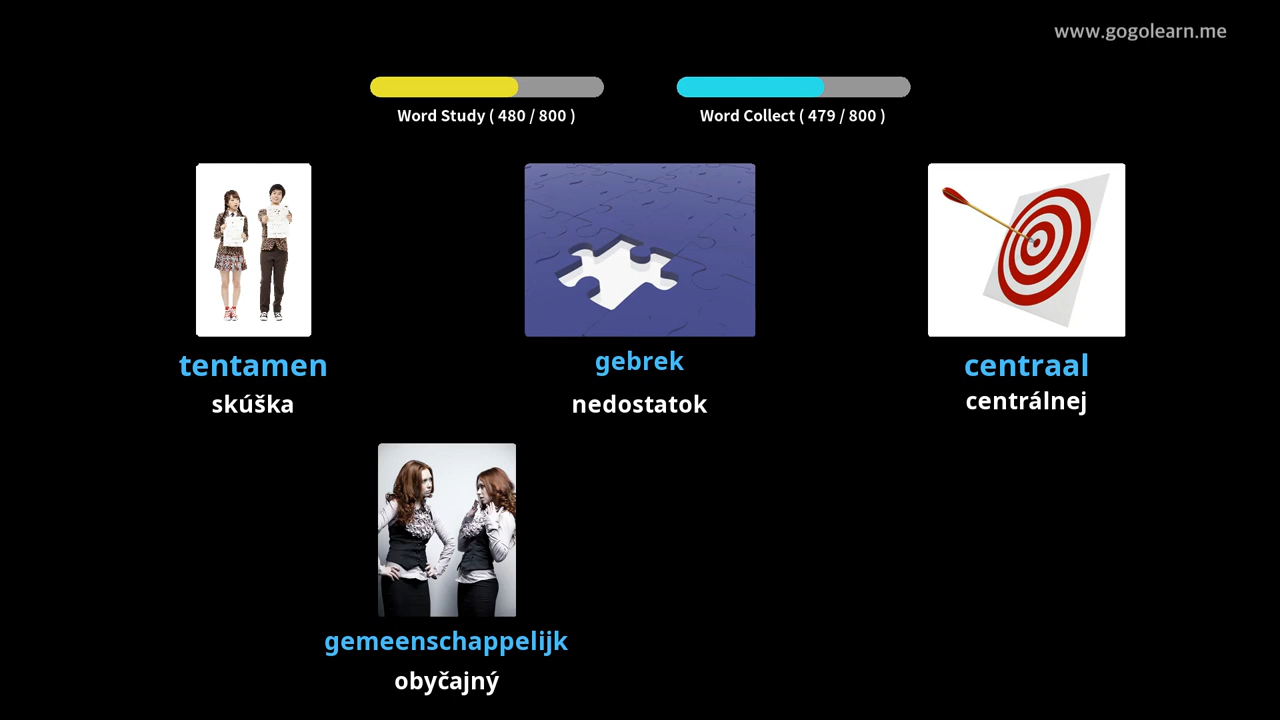 www.gogolearn.me
Word Study ( 480 / 800 )
Word Collect ( 479 / 800 )
tentamen
skúška
gebrek
nedostatok
centraal
centrálnej
gemeenschappelijk
obyčajný